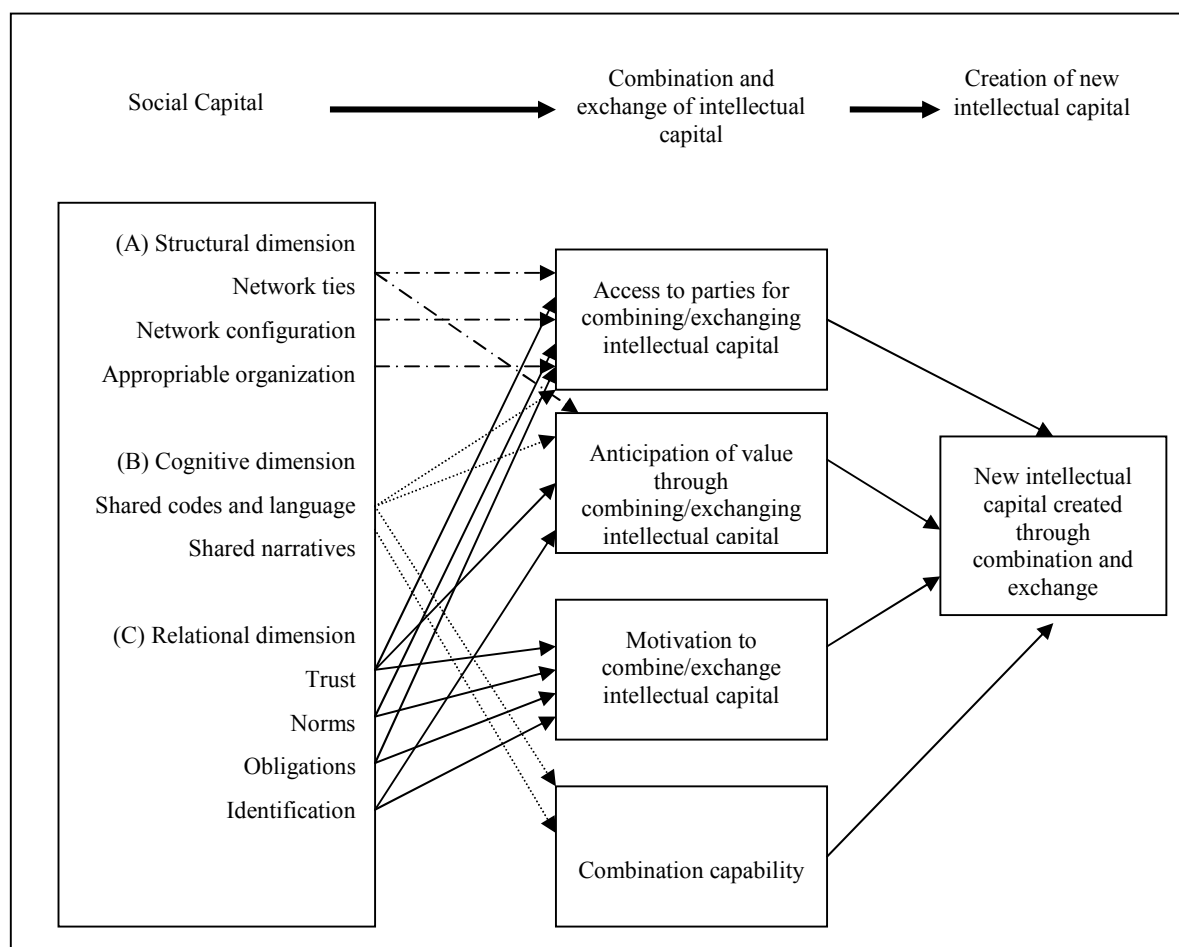 Social Capital
Combination and
exchange of intellectual
capital
Creation of new
intellectual capital
(A) Structural dimension
Network ties
Network configuration
Appropriable organization
(B) Cognitive dimension
Shared codes and language
Shared narratives
(C) Relational dimension
Trust
Norms
Obligations
Identification
Access to parties for
combining/exchanging
intellectual capital
Anticipation of value
through
combining/exchanging
intellectual capital
Motivation to
combine/exchange
intellectual capital
Combination capability
New intellectual
capital created
through
combination and
exchange